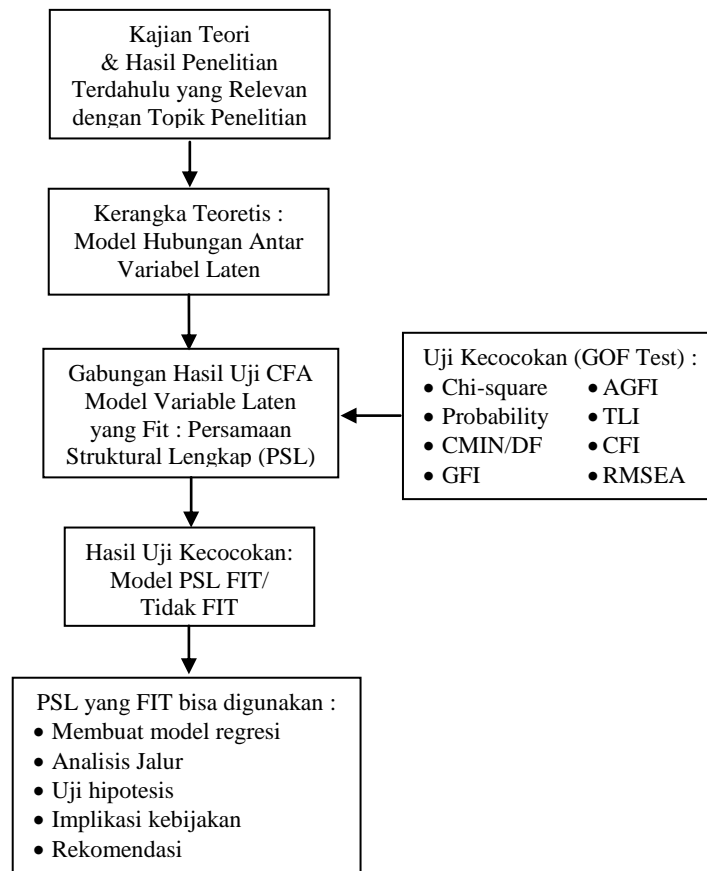 Kajian Teori
& Hasil Penelitian
Terdahulu yang Relevan
dengan Topik Penelitian
Kerangka Teoretis :
Model Hubungan Antar
Variabel Laten
Gabungan Hasil Uji CFA
Model Variable Laten
yang Fit : Persamaan
Struktural Lengkap (PSL)
Uji Kecocokan (GOF Test) :
• Chi-square
• Probability
• CMIN/DF
• GFI
• AGFI
• TLI
• CFI
• RMSEA
Hasil Uji Kecocokan:
Model PSL FIT/
Tidak FIT
PSL yang FIT bisa digunakan :
• Membuat model regresi
• Analisis Jalur
• Uji hipotesis
• Implikasi kebijakan
• Rekomendasi